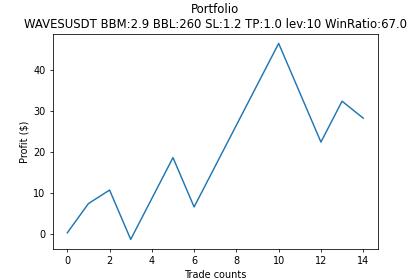 Portfolio
WAVESUSDT BBM:2.9 BBL:260 SL:1.2 TP:1.0 lev:10 WinRatio:67.0
40
30
20
10
0
Profit ($)
0 2 4 6 8 10 12 14
Trade counts